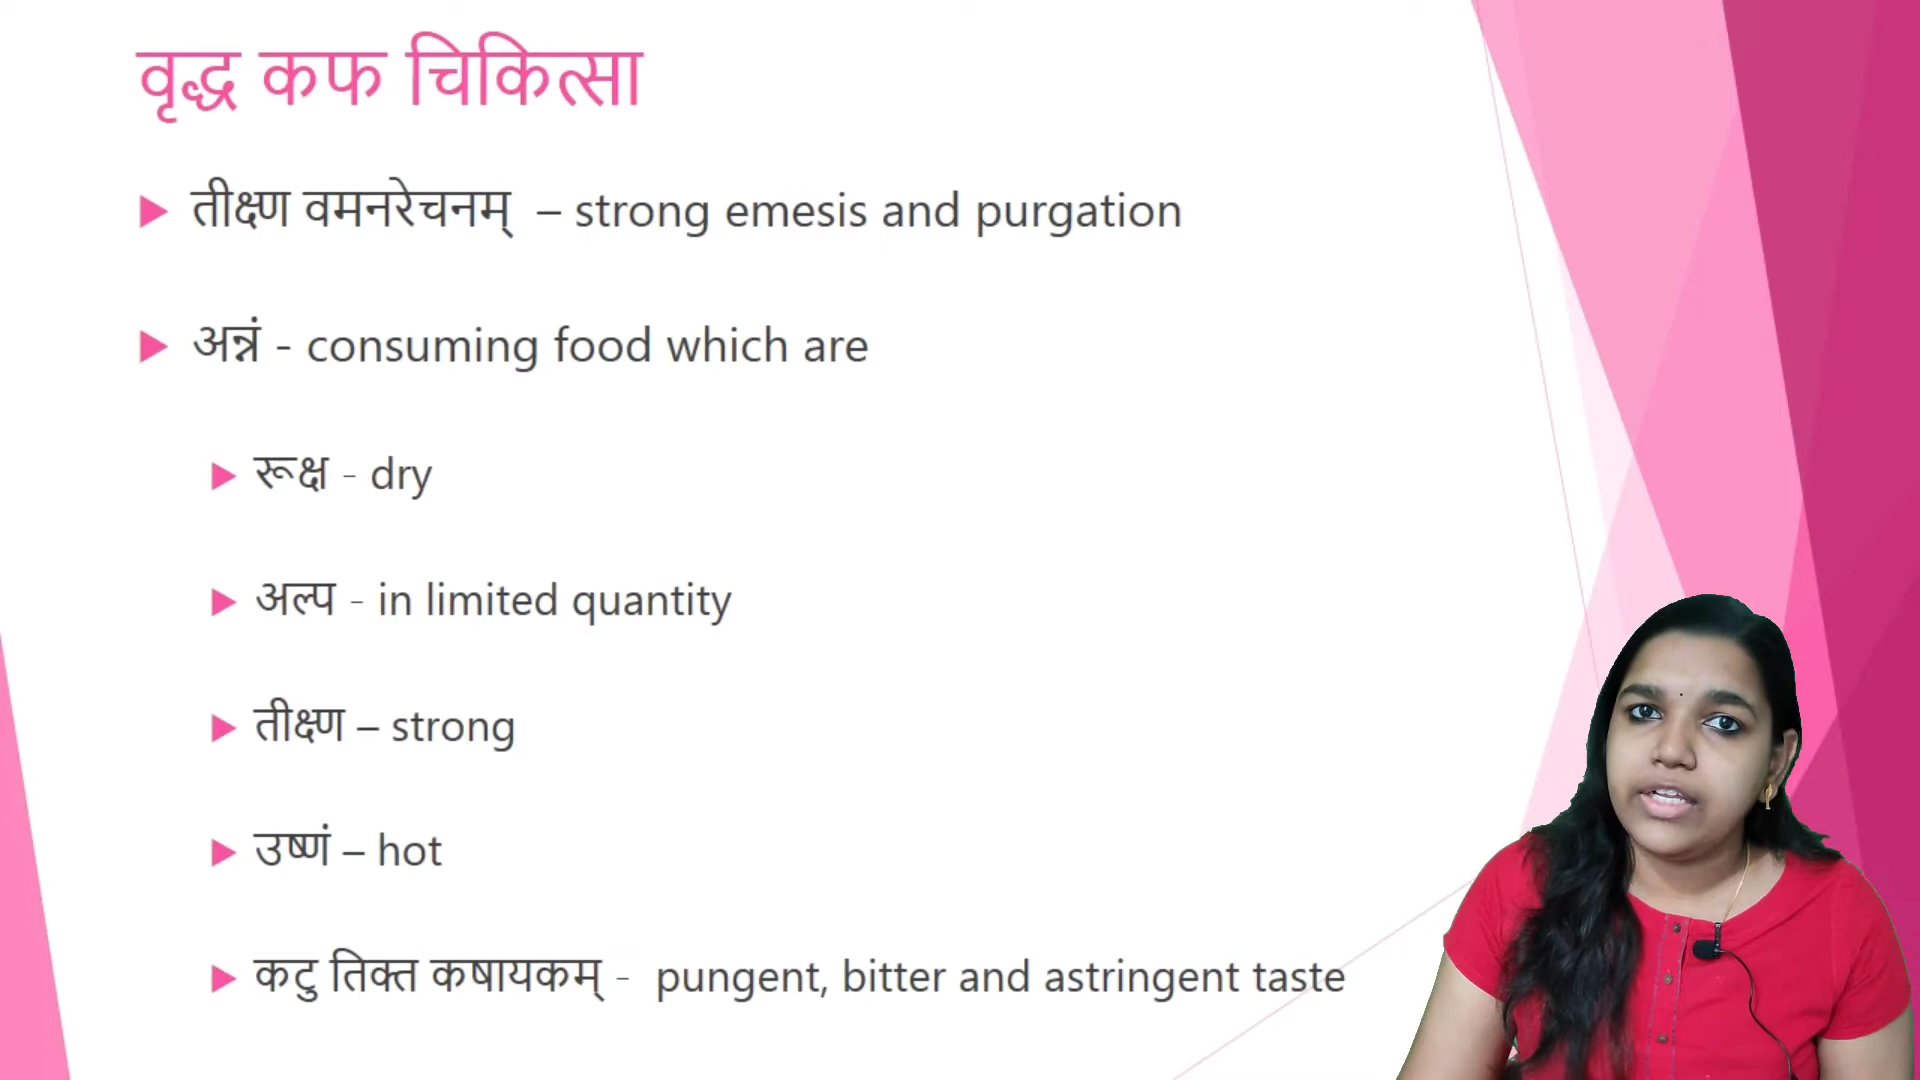 वृद्ध कफ चिकित्सा
तीक्ष्ण वमनरेचनम् – strong emesis and purgation
अन्नं - consuming food which are
रूक्ष - dry
अल्प - in limited quantity
तीक्ष्ण – strong
उष्णं – hot
कटु तिक्त कषायकम् - pungent, bitter and astringent taste